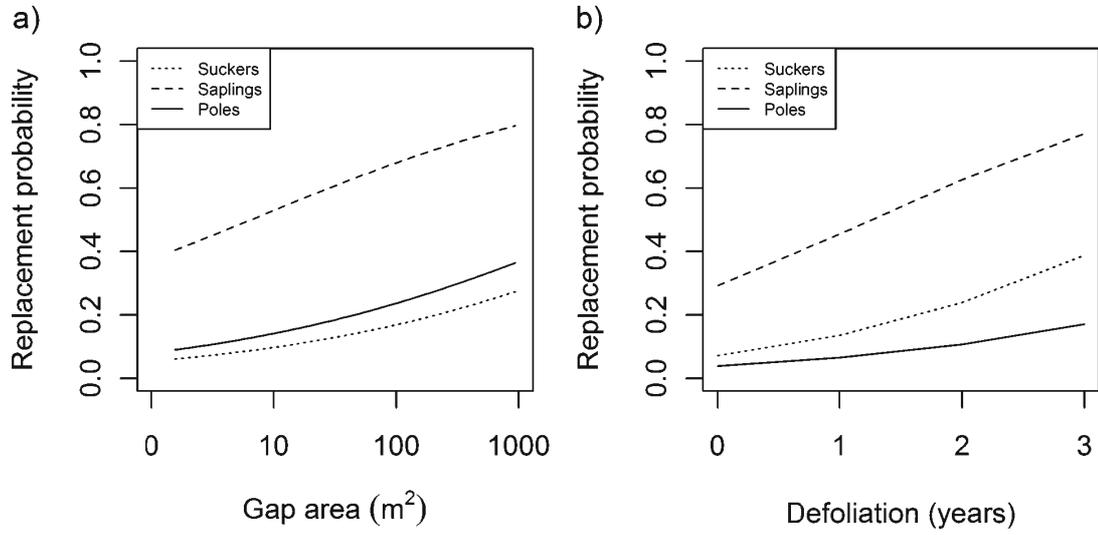 a)
Replacement probability
1.0
0.8
0.6
0.4
0.2
0.0
Suckers
Saplings
Poles
0 10 100 1000
Gap area (m²)
b)
Replacement probability
1.0
0.8
0.6
0.4
0.2
0.0
Suckers
Saplings
Poles
0 1 2 3
Defoliation (years)